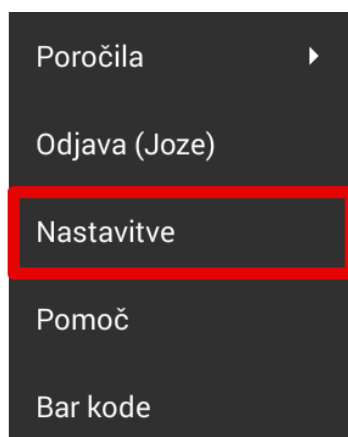 Poročila
Odjava (Joze)
Nastavitve
Pomoč
Bar kode